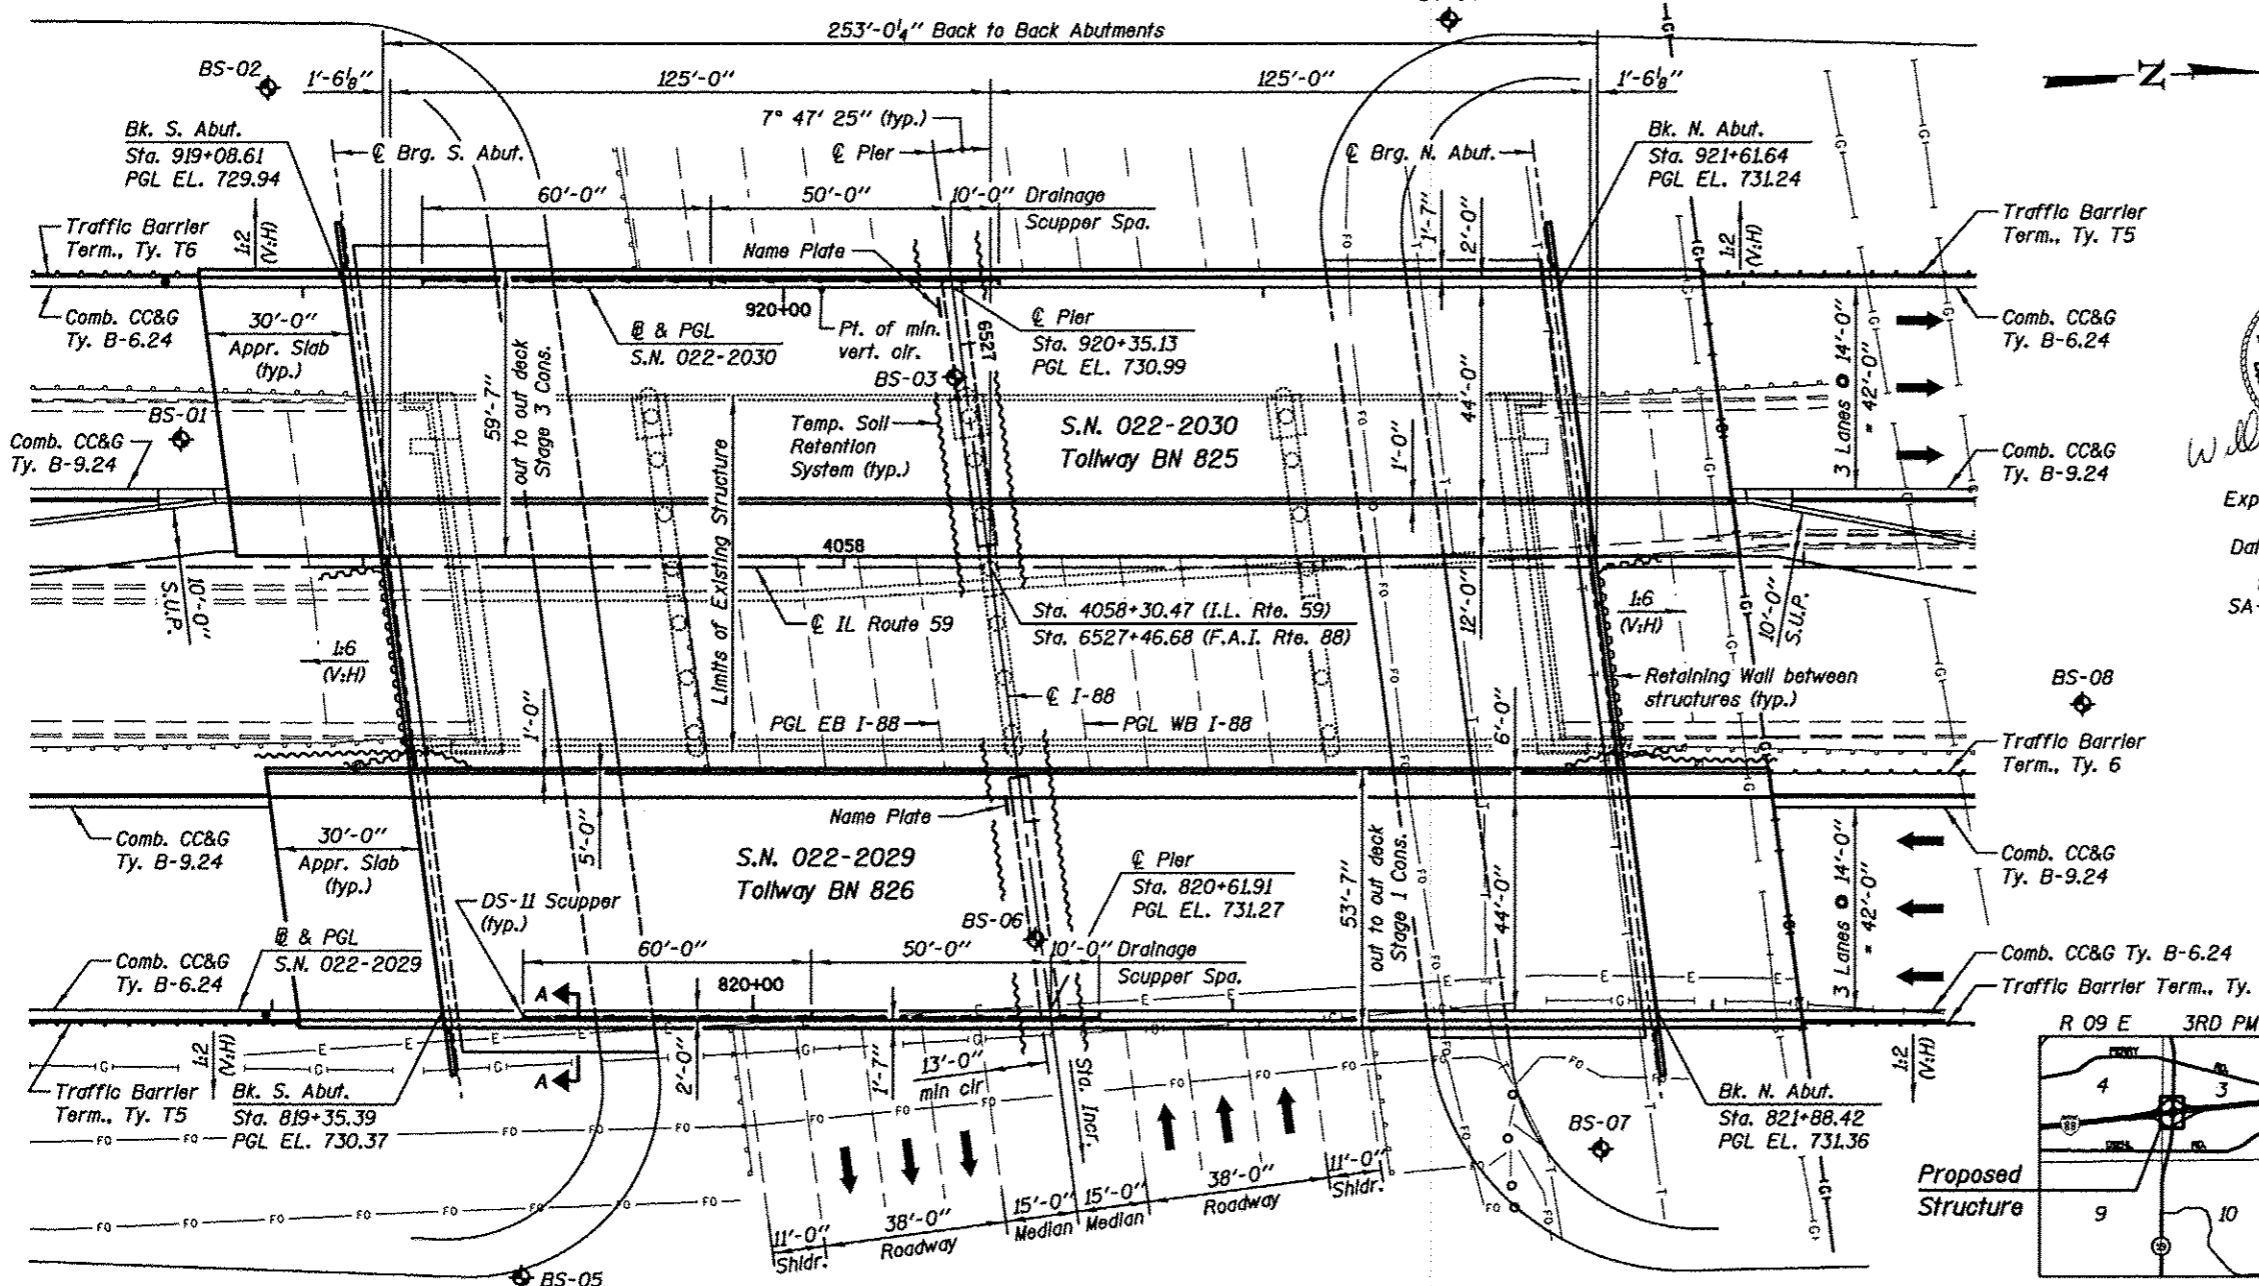 253'-0¼" Back to Back Abutments
BS-02
1'-6⅛"
125'-0"
125'-0"
1'-6⅛"
N
7° 47' 25" (typ.)
Bk. S. Abut.
Sta. 919+08.61
PGL EL. 729.94
℄ Brg. S. Abut.
℄ Pier
℄ Brg. N. Abut.
Bk. N. Abut.
Sta. 921+61.64
PGL EL. 731.24
60'-0"
50'-0"
10'-0" Drainage
Scupper Spa.
1'-7"
2'-0"
Traffic Barrier
Term., Ty. T6
1:2
(V:H)
Name Plate
1:2
(V:H)
Traffic Barrier
Term., Ty. T5
Comb. CC&G
Ty. B-6.24
30'-0"
Appr. Slab
(typ.)
59'-7"
out to out deck
Stage 3 Cons.
920+00
B & PGL
S.N. 022-2030
Pt. of min.
vert. clr.
6527
℄ Pier
Sta. 920+35.13
PGL EL. 730.99
44'-0"
3 Lanes @ 14'-0"
= 42'-0"
Comb. CC&G
Ty. B-6.24
BS-03
BS-01
Comb. CC&G
Ty. B-9.24
Temp. Soil
Retention
System (typ.)
S.N. 022-2030
Tollway BN 825
1'-0"
Comb. CC&G
Ty. B-9.24
Exp
Dat
SA-
10'-0"
S.U.P.
Limits of Existing Structure
4058
℄ IL Route 59
Sta. 4058+30.47 (I.L. Rte. 59)
Sta. 6527+46.68 (F.A.I. Rte. 88)
12'-0"
1:6
(V:H)
10'-0"
S.U.P.
1:6
(V:H)
Retaining Wall between
structures (typ.)
BS-08
℄ I-88
PGL EB I-88
PGL WB I-88
1'-0"
6'-0"
Traffic Barrier
Term., Ty. 6
Name Plate
Comb. CC&G
Ty. B-9.24
30'-0"
Appr. Slab
(typ.)
5'-0"
S.N. 022-2029
Tollway BN 826
℄ Pier
Sta. 820+61.91
PGL EL. 731.27
53'-7"
out to out deck
Stage 1 Cons.
44'-0"
3 Lanes @ 14'-0"
= 42'-0"
Comb. CC&G
Ty. B-9.24
DS-11 Scupper
(typ.)
BS-06
B & PGL
S.N. 022-2029
60'-0"
50'-0"
10'-0" Drainage
Scupper Spa.
Comb. CC&G
Ty. B-6.24
820+00
A
Comb. CC&G Ty. B-6.24
Traffic Barrier Term., Ty.
1:2
(V:H)
A
2'-0"
1'-7"
13'-0"
min clr
Sta. Incr.
1:2
(V:H)
R 09 E 3RD PM
Traffic Barrier
Term., Ty. T5
Bk. S. Abut.
Sta. 819+35.39
PGL EL. 730.37
Bk. N. Abut.
Sta. 821+88.42
PGL EL. 731.36
BS-07
4
3
88
Proposed
Structure
9
10
11'-0"
Shldr.
38'-0"
Roadway
15'-0"
Median
15'-0"
Median
38'-0"
Roadway
11'-0"
Shldr.
BS-05